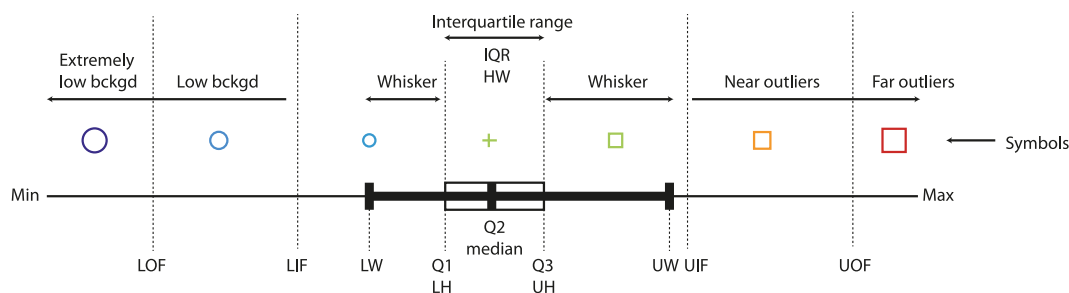 Interquartile range
Extremely
low bckgd
Low bckgd
Whisker
IQR
HW
Whisker
Near outliers
Far outliers
Symbols
Min
Max
Q2
median
LOF
LIF
LW
Q1
LH
Q3
UH
UW
UIF
UOF